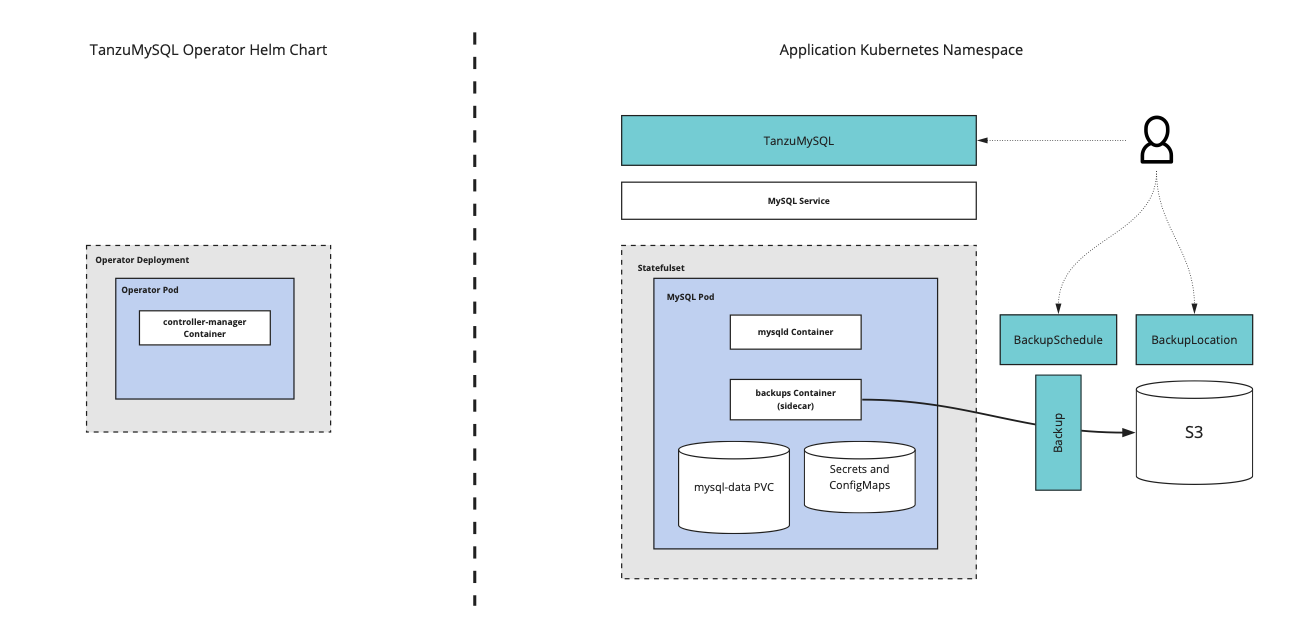 TanzuMySQL Operator Helm Chart
Application Kubernetes Namespace
TanzuMySQL
MySQL Service
Operator Deployment
Operator Pod
controller-manager
Container
Statefulset
MySQL Pod
mysqld Container
backups Container
(sidecar)
mysql-data PVC
Secrets and
ConfigMaps
BackupSchedule
BackupLocation
Backup
S3